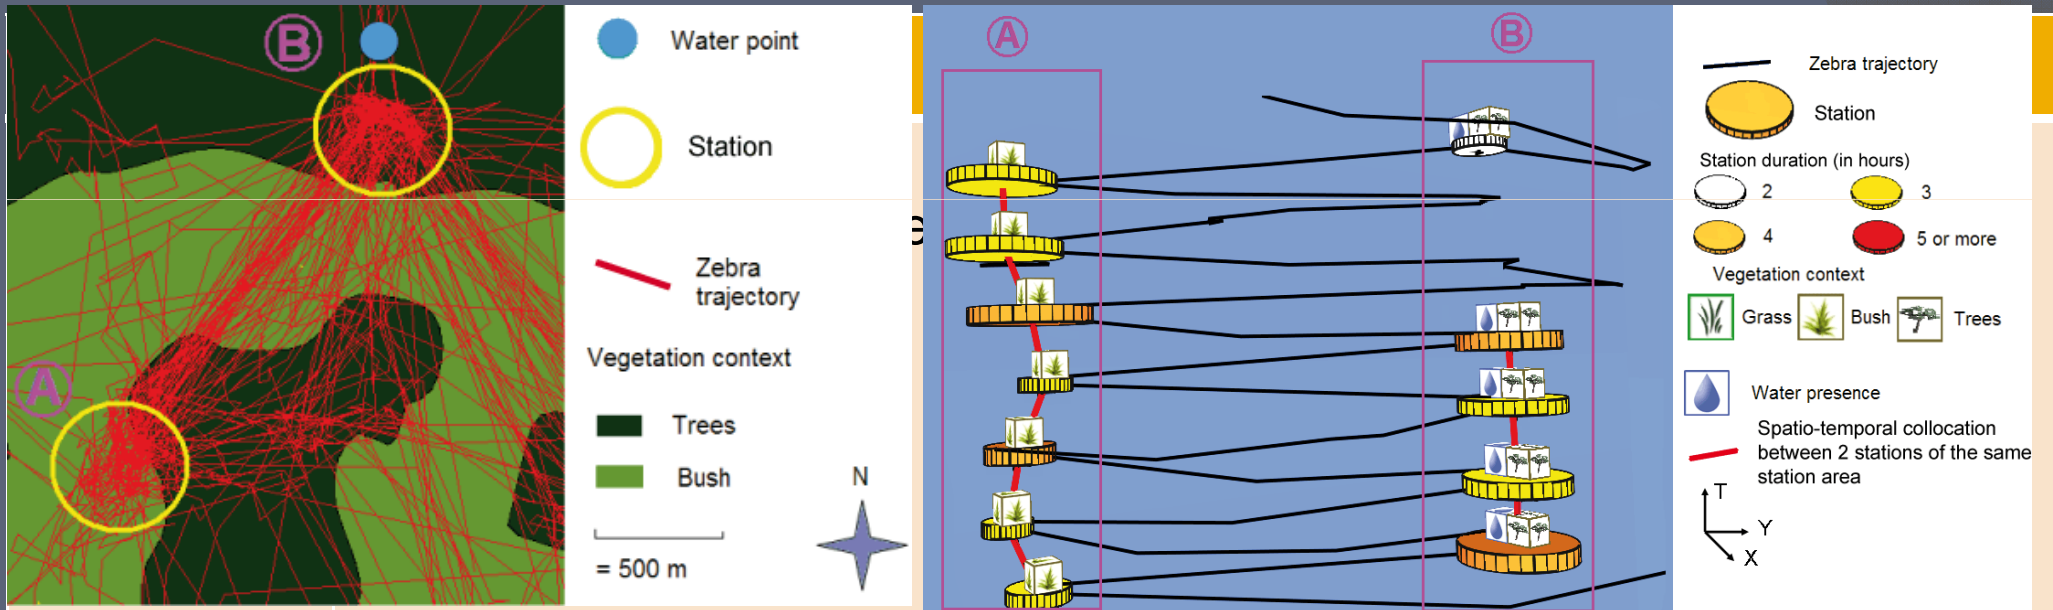 B
Water point
Station
Zebra
trajectory
Vegetation context
A
Trees
Bush
N
= 500 m
e
A
B
Zebra trajectory
Station
Station duration (in hours)
2
3
4
5 or more
Vegetation context
Grass
Bush
Trees
Water presence
Spatio-temporal collocation
between 2 stations of the same
station area
T
Y
X